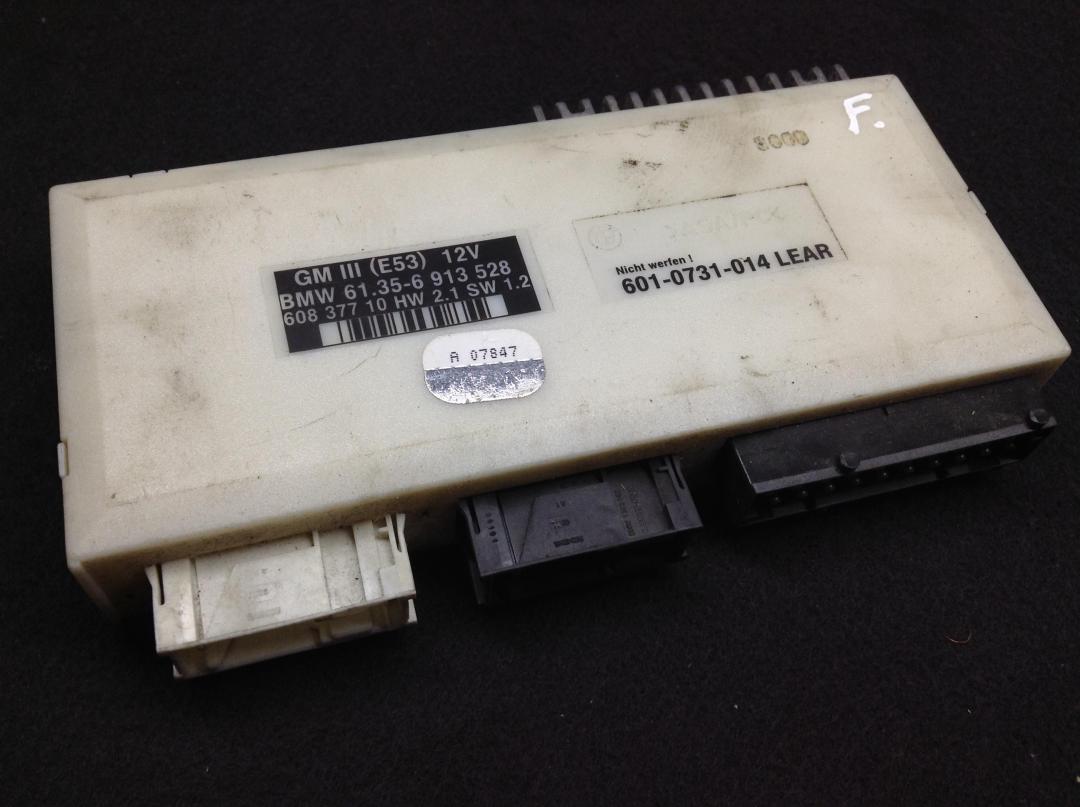 F.
GM III (E53) 12V
BMW 61.35-6 913 528
608 377 10 HW 2.1 SW 1.2
Nicht werfen !
601-0731-014 LEAR
A 07847